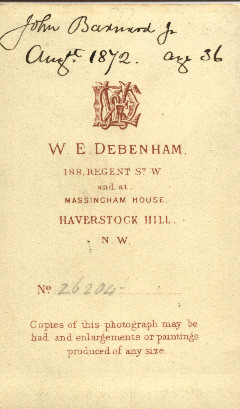 John Barnard Jr
Augst. 1872. age 36
W. E. DEBENHAM.
188, REGENT ST. W.
and at
MASSINGHAM HOUSE,
HAVERSTOCK HILL,
N. W.
No 26204
Copies of this photograph may be
had and enlargements or paintings
produced of any size.